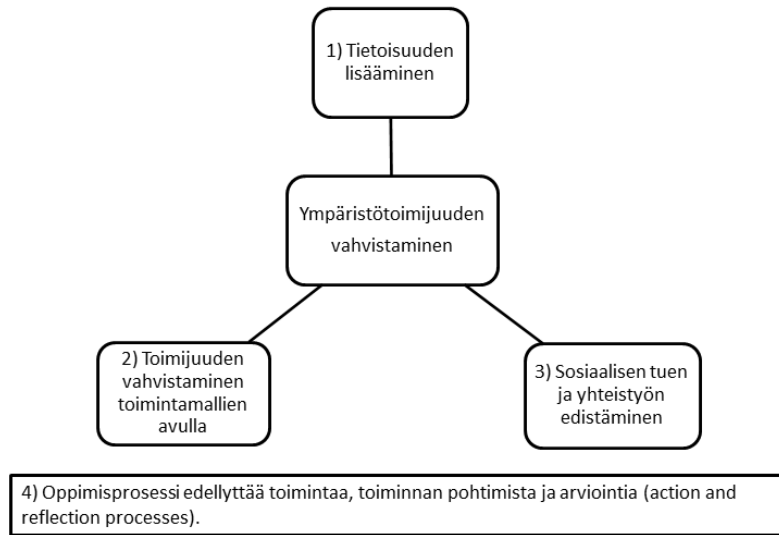 1) Tietoisuuden
lisääminen
Ympäristötoimijuuden
vahvistaminen
2) Toimijuuden
vahvistaminen
toimintamallien
avulla
3) Sosiaalisen tuen
ja yhteistyön
edistäminen
4) Oppimisprosessi edellyttää toimintaa, toiminnan pohtimista ja arviointia (action and
reflection processes).